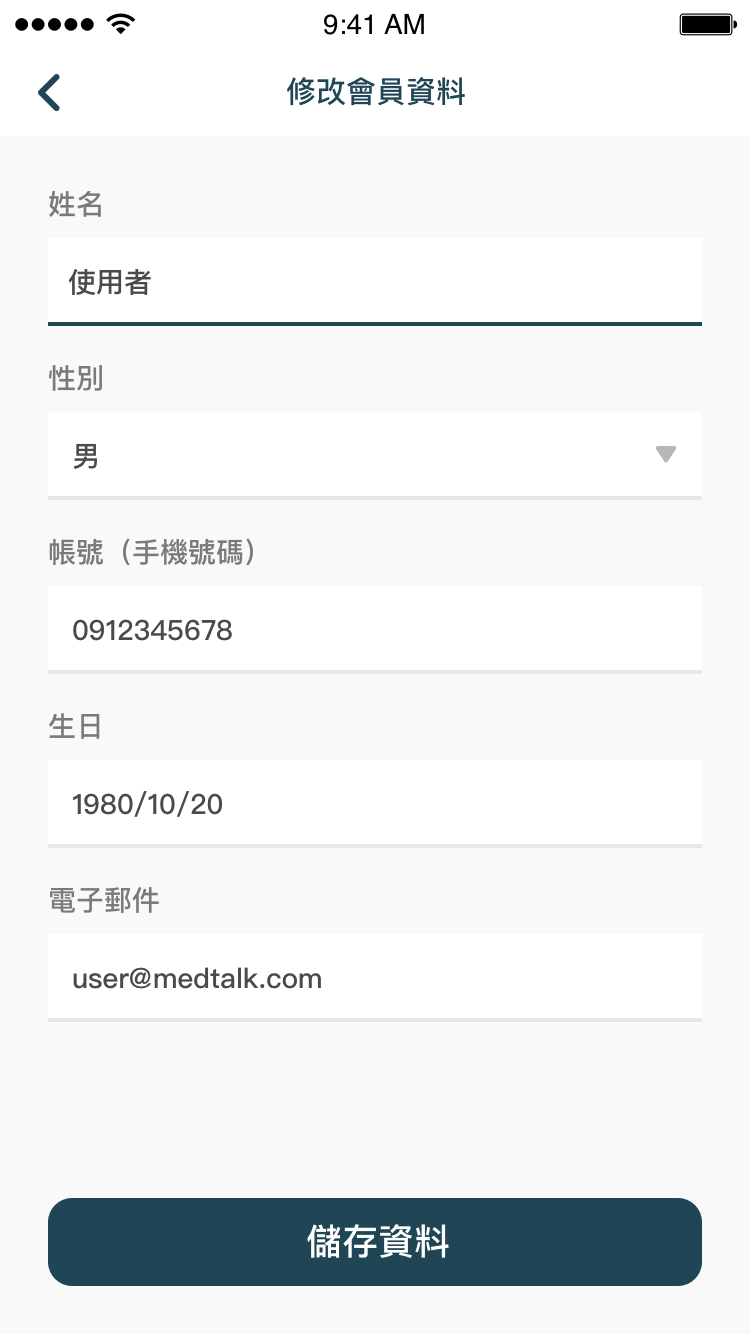 9:41 AM
修改會員資料
姓名
使用者
性別
男
帳號（手機號碼）
0912345678
生日
1980/10/20
電子郵件
user@medtalk.com
儲存資料